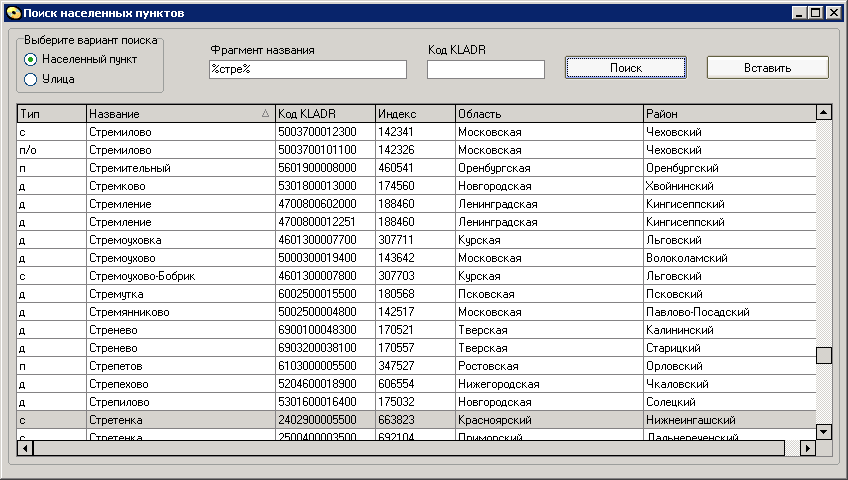 Поиск населенных пунктов
Выберите вариант поиска
Населенный пункт
Улица
Фрагмент названия
%стре%
Код KLADR
Поиск
Вставить
Тип Название Код KLADR Индекс Область Район
с Стремилово 5003700012300 142341 Московская Чеховский
п/о Стремилово 5003700101100 142326 Московская Чеховский
п Стремительный 5601900008000 460541 Оренбургская Оренбургский
д Стремково 5301800013000 174560 Новгородская Хвойнинский
д Стремление 4700800602000 188460 Ленинградская Кингисеппский
д Стремление 4700800012251 188460 Ленинградская Кингисеппский
д Стремоуховка 4601300007700 307711 Курская Льговский
д Стремоухово 5000300019400 143642 Московская Волоколамский
с Стремоухово-Бобрик 4601300007800 307703 Курская Льговский
д Стремутка 6002500015500 180568 Псковская Псковский
д Стремянниково 5002500004800 142517 Московская Павлово-Посадский
д Стренево 6900100048300 170521 Тверская Калининский
д Стренево 6903200038100 170557 Тверская Старицкий
п Стрепетов 6103000005500 347527 Ростовская Орловский
д Стрепехово 5204600018900 606554 Нижегородская Чкаловский
д Стрепилово 5301600016400 175032 Новгородская Солецкий
с Стретенка 2402900005500 663823 Красноярский Нижнеингашский
с Стретенка 2500400003500 692104 Приморский Дальнереченский